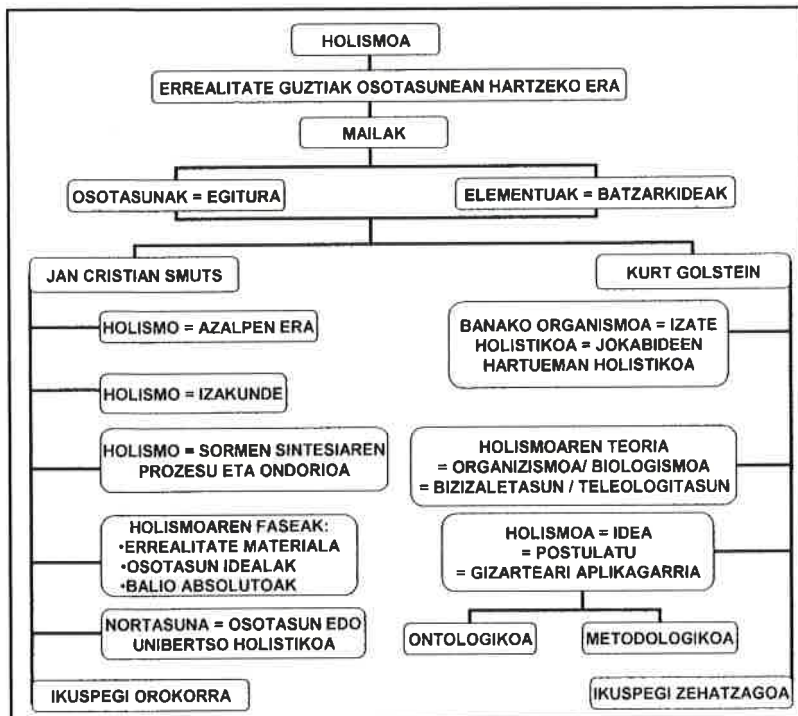 HOLISMOA
ERREALITATE GUZTIAK OSOTASUNEAN HARTZEKO ERA
MAILAK
OSOTASUNAK = EGITURA
ELEMENTUAK = BATZARKIDEAK
JAN CRISTIAN SMUTS
HOLISMO = AZALPEN ERA
HOLISMO = IZAKUNDE
HOLISMO = SORMEN SINTESIAREN
PROZESU ETA ONDORIOA
HOLISMOAREN FASEAK:
•ERREALITATE MATERIALA
•OSOTASUN IDEALAK
•BALIO ABSOLUTOAK
NORTASUNA = OSOTASUN EDO
UNIBERTSO HOLISTIKOA
IKUSPEGI OROKORRA
KURT GOLSTEIN
BANAKO ORGANISMOA = IZATE
HOLISTIKOA = JOKABIDEEN
HARTUEMAN HOLISTIKOA
HOLISMOAREN TEORIA
= ORGANIZISMOA/ BIOLOGISMOA
= BIZIZALETASUN / TELEOLOGITASUN
HOLISMOA = IDEA
= POSTULATU
= GIZARTEARI APLIKAGARRIA
ONTOLOGIKOA
METODOLOGIKOA
IKUSPEGI ZEHATZAGOA